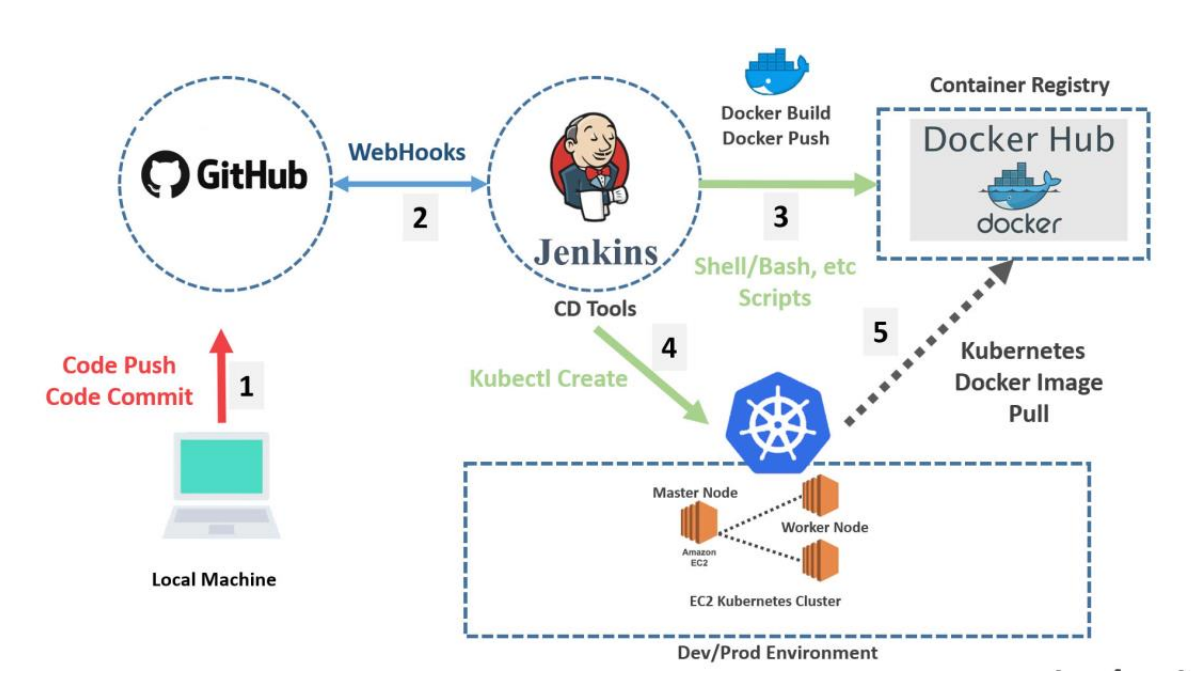 GitHub
WebHooks
2
Jenkins
CD Tools
Docker Build
Docker Push
3
Shell/Bash, etc
Scripts
Container Registry
Docker Hub
docker
Code Push
Code Commit
1
Local Machine
4
Kubectl Create
5
Kubernetes
Docker Image
Pull
Master Node
Amazon
EC2
Worker Node
EC2 Kubernetes Cluster
Dev/Prod Environment